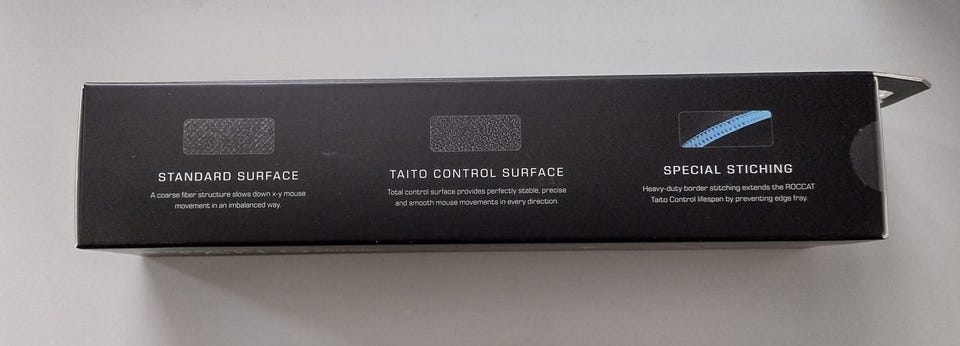 STANDARD SURFACE
A coarse fiber structure slows down x-y mouse
movement in an imbalanced way.
TAITO CONTROL SURFACE
Total control surface provides perfectly stable, precise
and smooth mouse movements in every direction.
SPECIAL STICHING
Heavy-duty border stitching extends the ROCCAT
Taito Control lifespan by preventing edge fray.